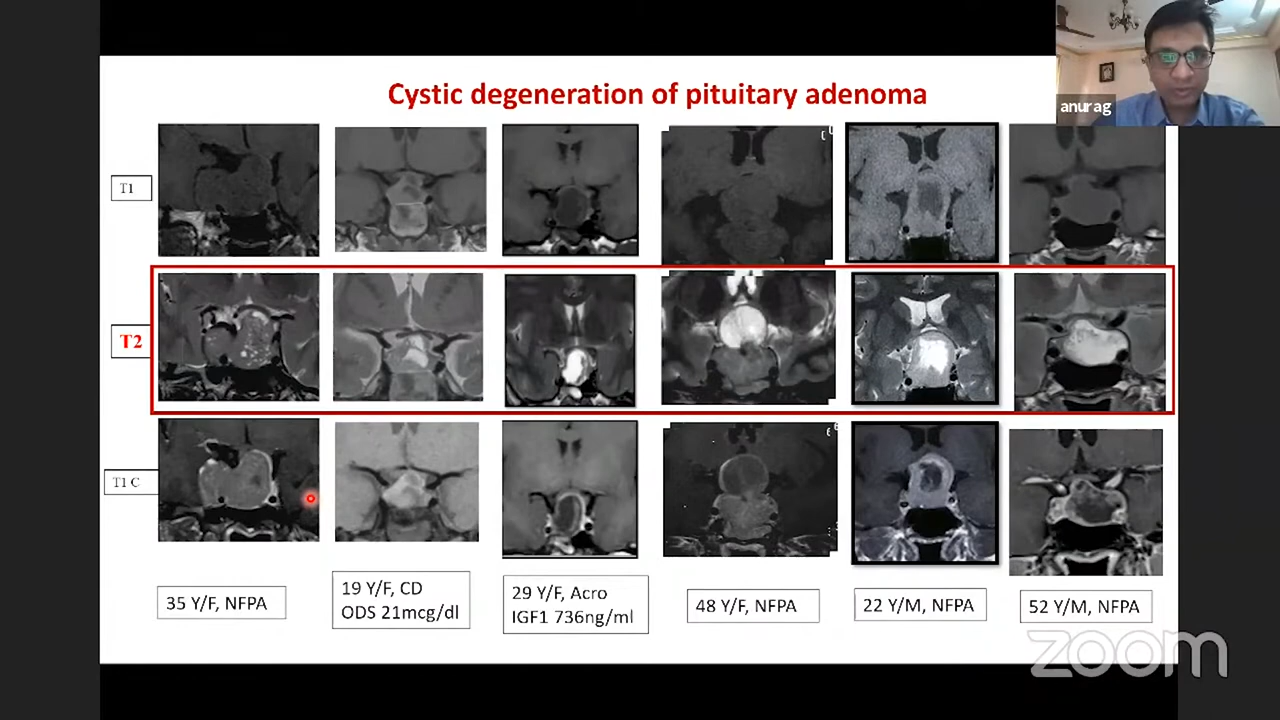 Cystic degeneration of pituitary adenoma
anurag
T1
T2
T1 C
35 Y/F, NFPA
19 Y/F, CD
ODS 21mcg/dl
29 Y/F, Acro
IGF1 736ng/ml
48 Y/F, NFPA
22 Y/M, NFPA
52 Y/M, NFPA
zoom